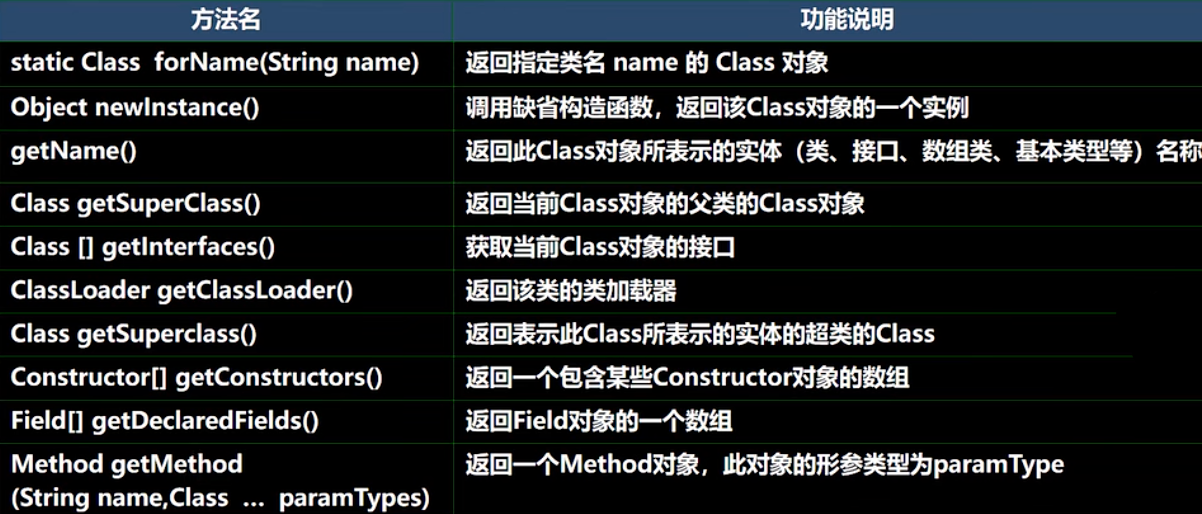 方法名 功能说明
static Class forName(String name) 返回指定类名 name 的 Class 对象
Object newInstance() 调用缺省构造函数，返回该Class对象的一个实例
getName() 返回此Class对象所表示的实体（类、接口、数组类、基本类型等）名称
Class getSuperClass() 返回当前Class对象的父类的Class对象
Class [] getInterfaces() 获取当前Class对象的接口
ClassLoader getClassLoader() 返回该类的类加载器
Class getSuperclass() 返回表示此Class所表示的实体的超类的Class
Constructor[] getConstructors() 返回一个包含某些Constructor对象的数组
Field[] getDeclaredFields() 返回Field对象的一个数组
Method getMethod 返回一个Method对象，此对象的形参类型为paramType
(String name,Class … paramTypes)